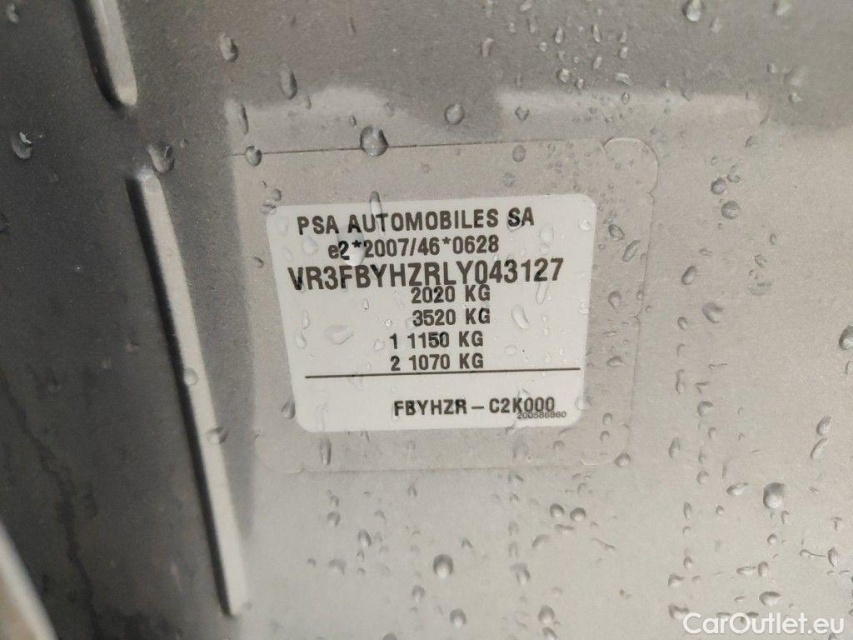 PSA AUTOMOBILES SA
e2*2007/46*0628
VR3FBYHZRLY043127
2020 KG
3520 KG
1 1150 KG
2 1070 KG
FBYHZR-C2K000
200586960
CarOutlet.eu